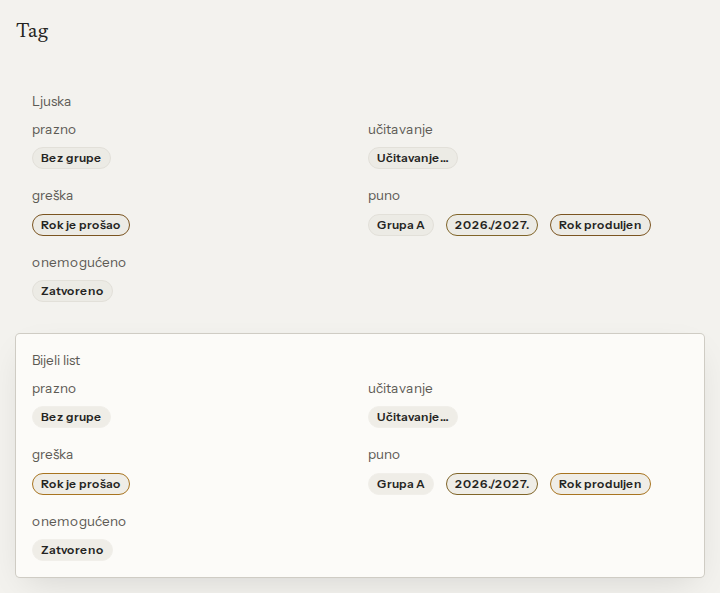 Tag
Ljuska
prazno
učitavanje
Bez grupe
Učitavanje…
greška
puno
Rok je prošao
Grupa A
2026./2027.
Rok produljen
onemogućeno
Zatvoreno
Bijeli list
prazno
učitavanje
Bez grupe
Učitavanje…
greška
puno
Rok je prošao
Grupa A
2026./2027.
Rok produljen
onemogućeno
Zatvoreno